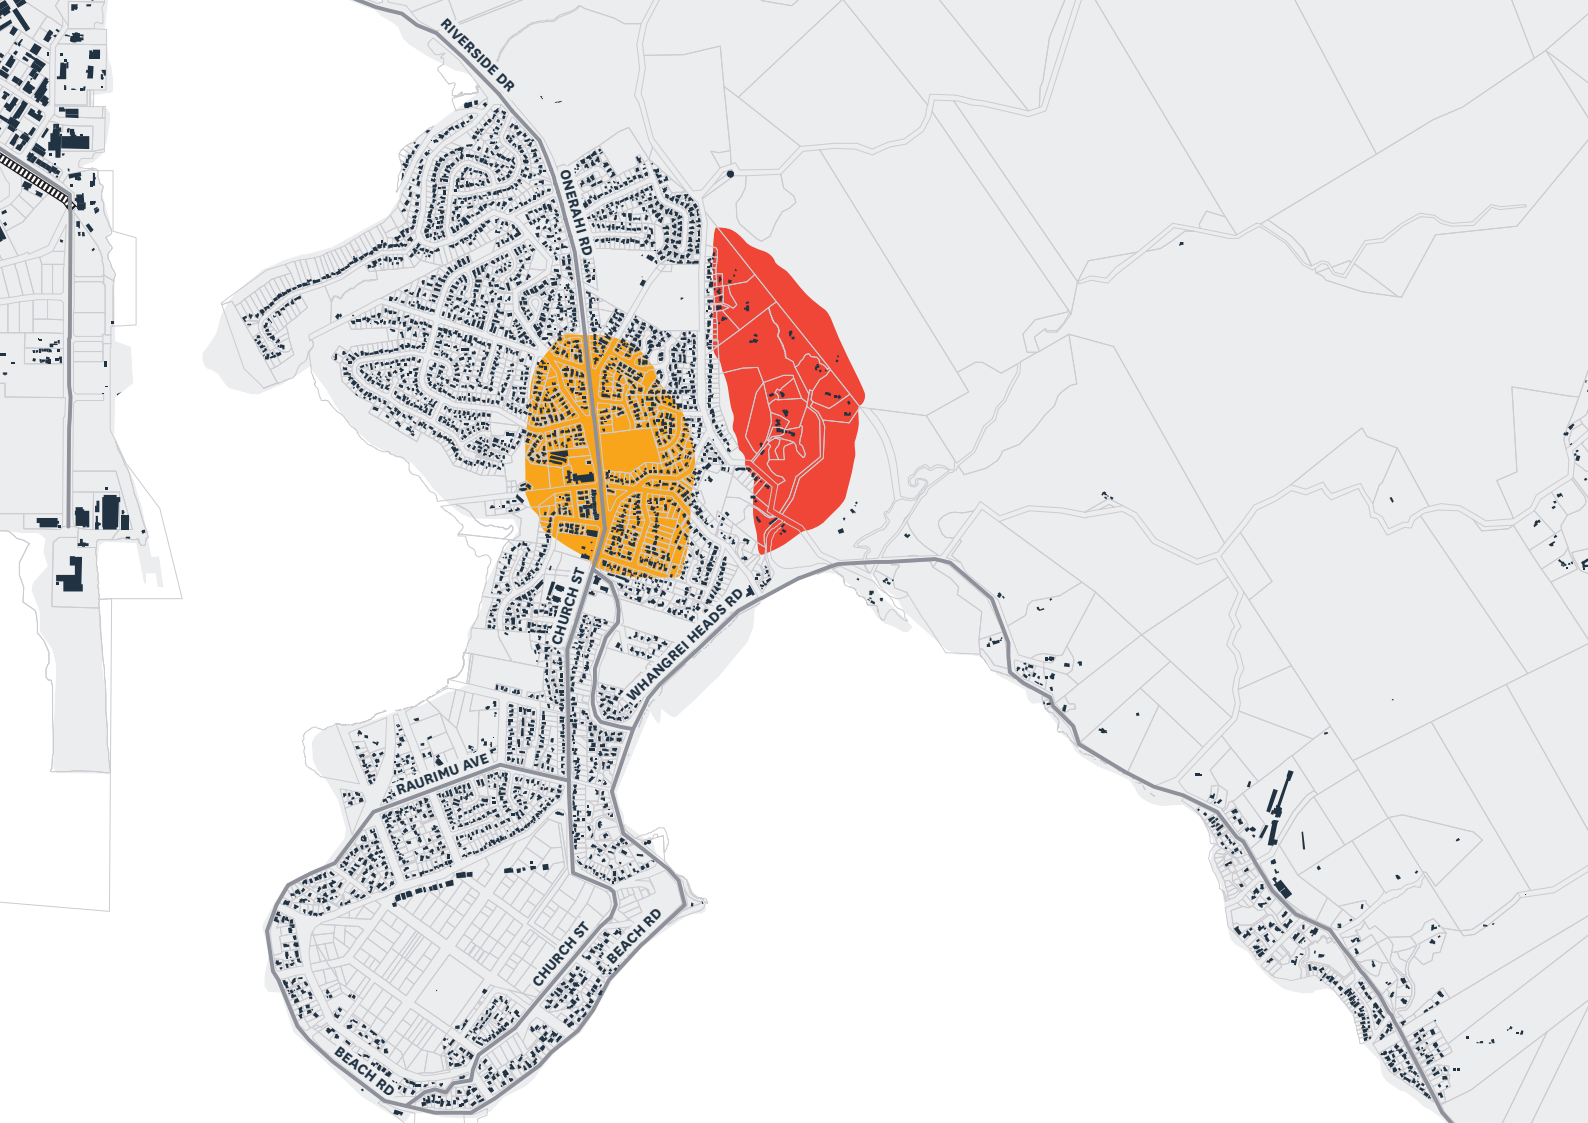 RIVERSIDE DR
ONERAHI RD
CHURCH ST
WHANGREI HEADS RD
RAURIMU AVE
CHURCH ST
BEACH RD
BEACH RD